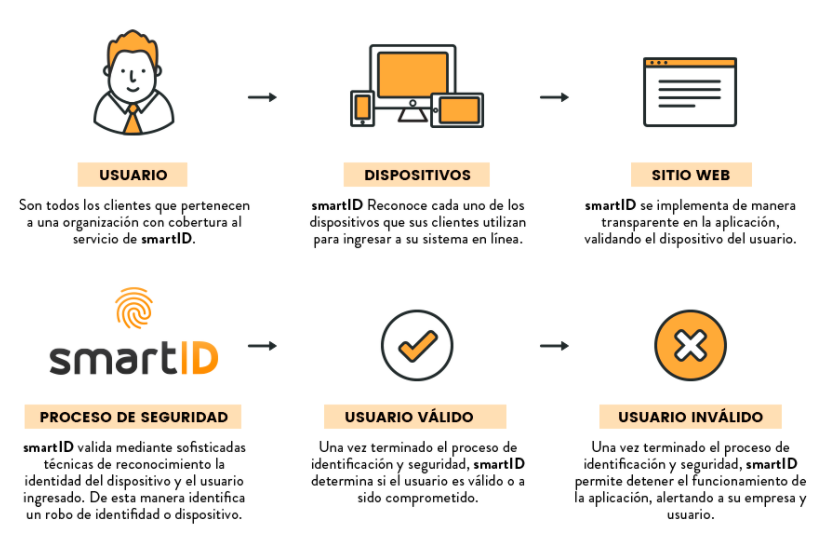 USUARIO
Son todos los clientes que pertenecen
a una organización con cobertura al
servicio de smartID.
DISPOSITIVOS
smartID Reconoce cada uno de los
dispositivos que sus clientes utilizan
para ingresar a su sistema en línea.
SITIO WEB
smartID se implementa de manera
transparente en la aplicación,
validando el dispositivo del usuario.
smartID
PROCESO DE SEGURIDAD
smartID valida mediante sofisticadas
técnicas de reconocimiento la
identidad del dispositivo y el usuario
ingresado. De esta manera identifica
un robo de identifidad o dispositivo.
USUARIO VÁLIDO
Una vez terminado el proceso de
identificación y seguridad, smartID
determina si el usuario es válido o a
sido comprometido.
USUARIO INVÁLIDO
Una vez terminado el proceso de
identificación y seguridad, smartID
permite detener el funcionamiento de
la aplicación, alertando a su empresa y
usuario.